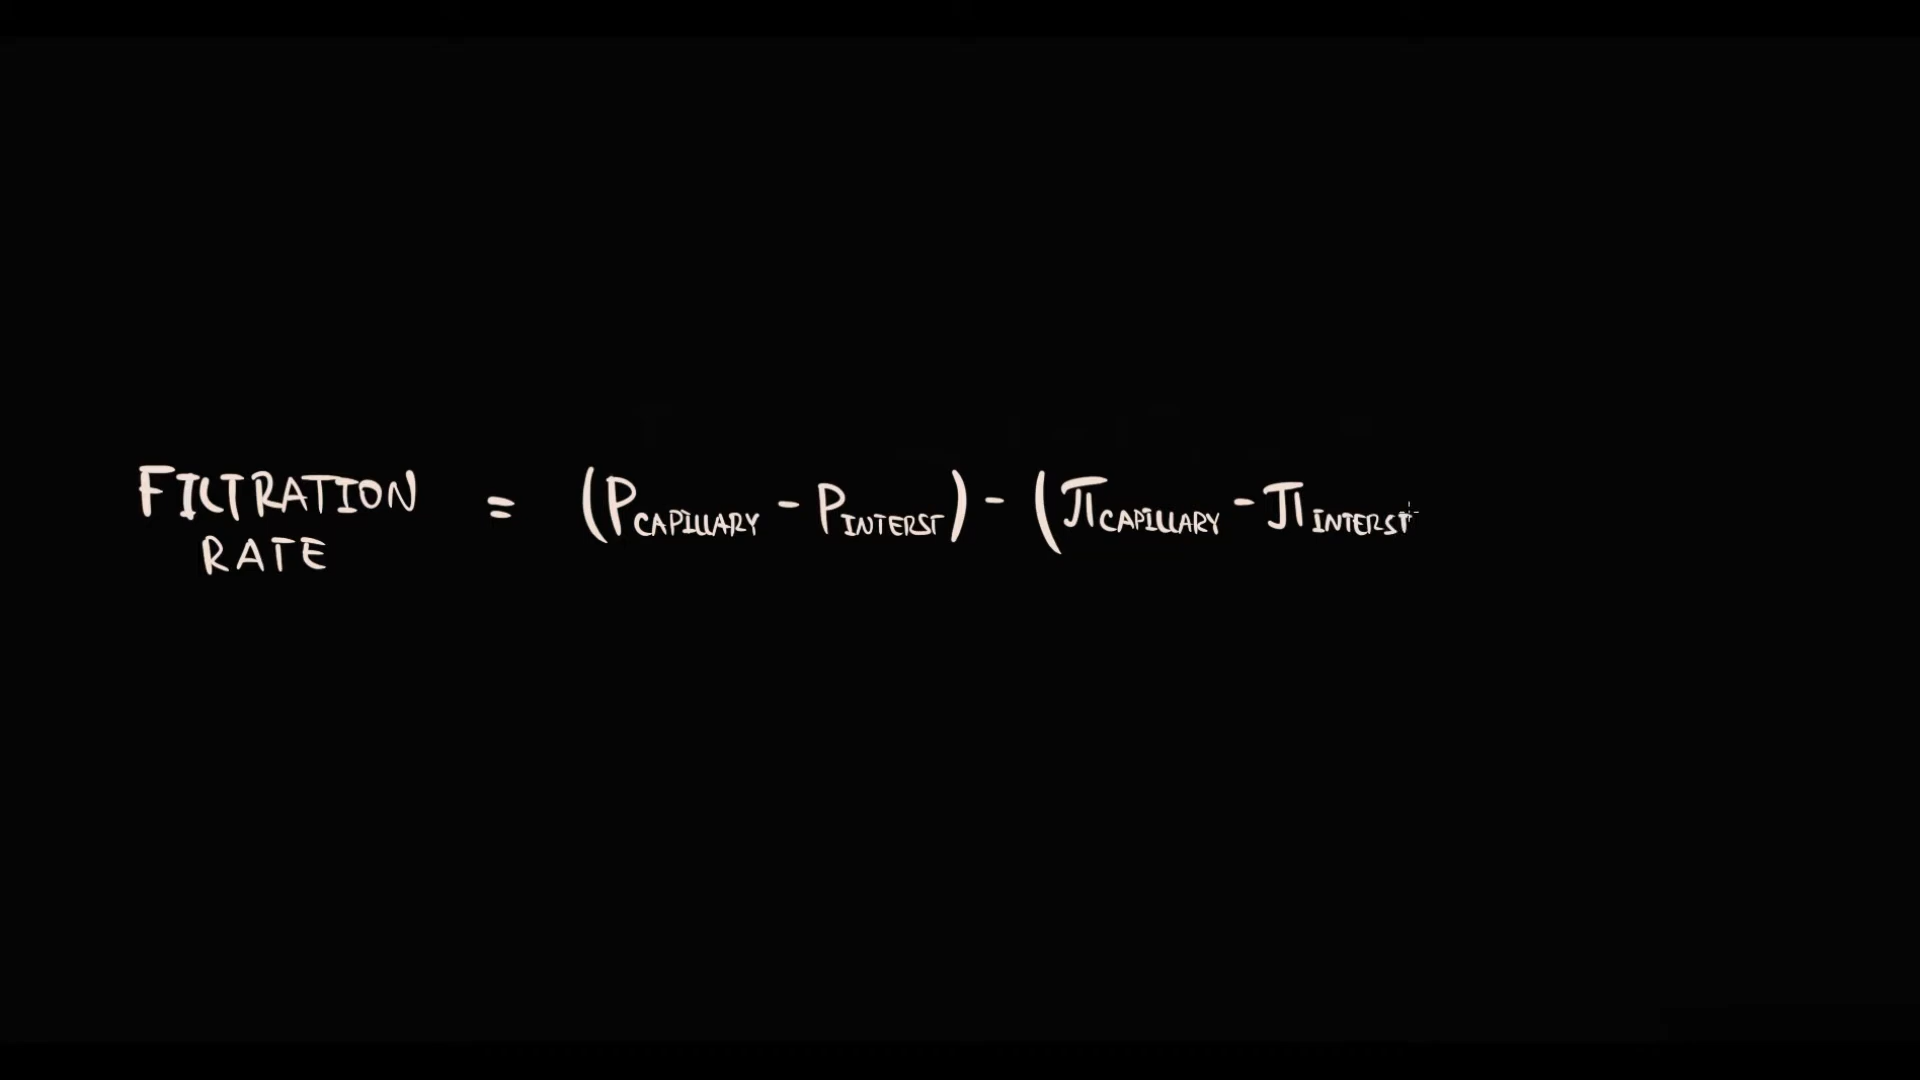 FILTRATION = (PCAPILLARY - PINTERST) - (πCAPILLARY - πINTERST
RATE